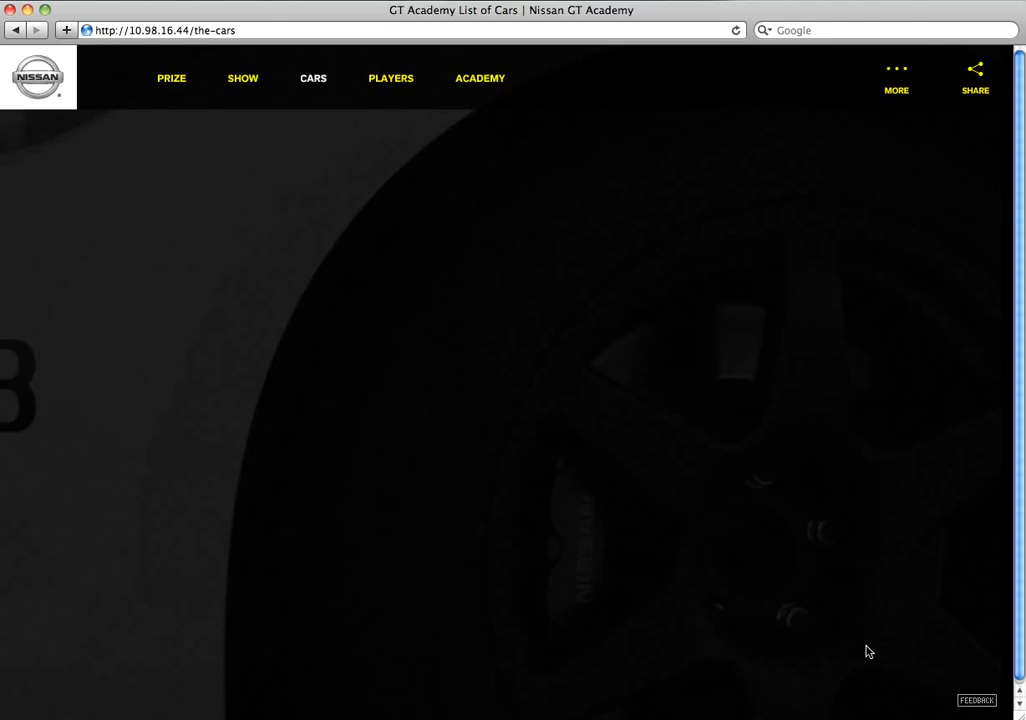 GT Academy List of Cars | Nissan GT Academy
http://10.98.16.44/the-cars
Google
NISSAN
PRIZE
SHOW
CARS
PLAYERS
ACADEMY
MORE
SHARE
NISSAN
FEEDBACK